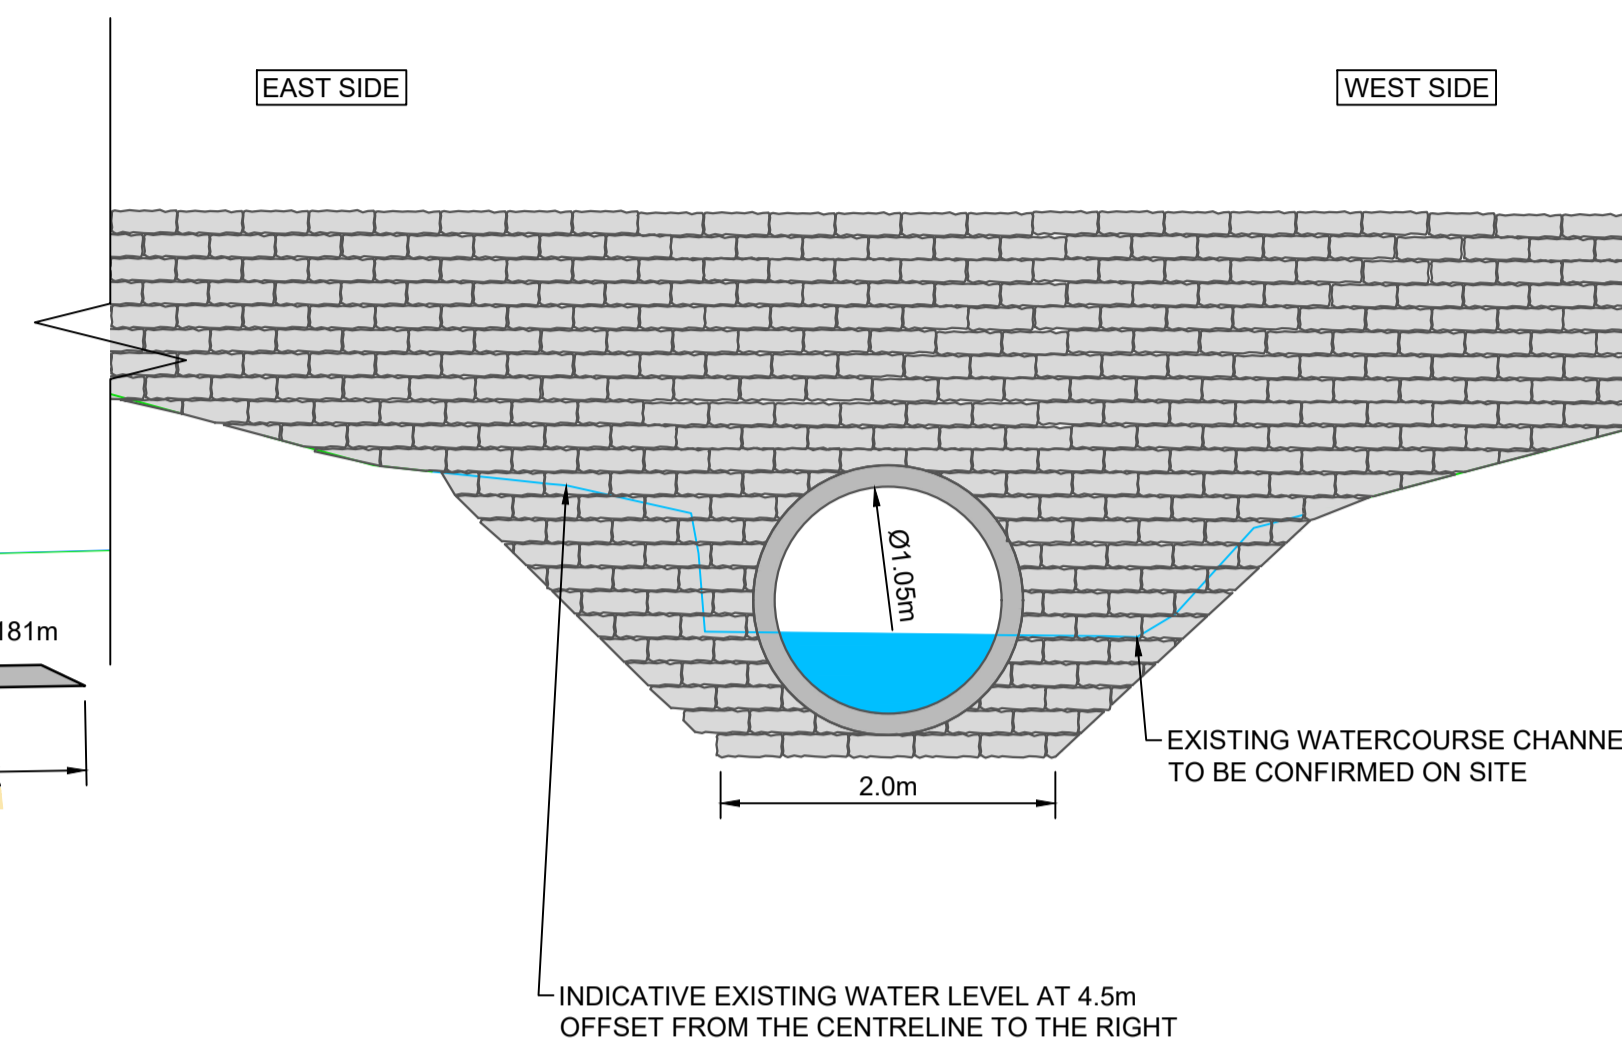 EAST SIDE
WEST SIDE
Ø1.05m
181m
EXISTING WATERCOURSE CHANNE
TO BE CONFIRMED ON SITE
2.0m
INDICATIVE EXISTING WATER LEVEL AT 4.5m
OFFSET FROM THE CENTRELINE TO THE RIGHT